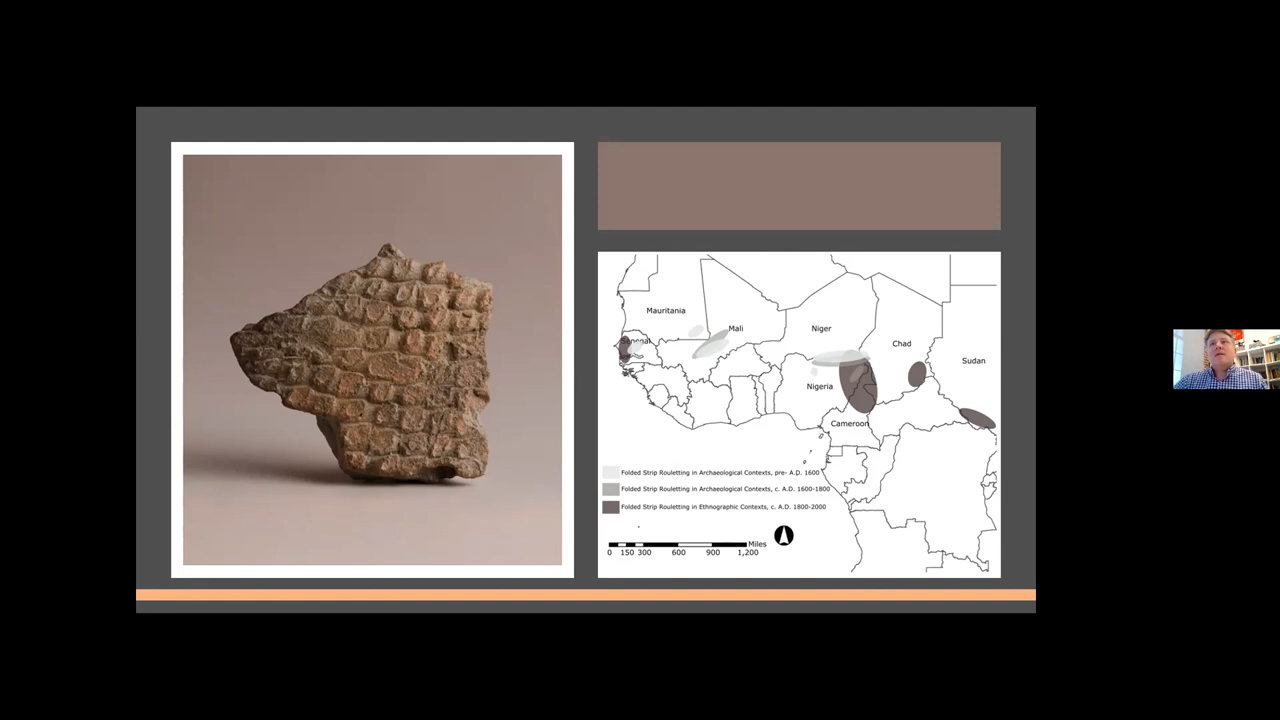 Mauritania
Mali
Niger
Senegal
Chad
Sudan
Nigeria
Cameroon
Folded Strip Rouletting in Archaeological Contexts, pre- A.D. 1600
Folded Strip Rouletting in Archaeological Contexts, c. A.D. 1600-1800
Folded Strip Rouletting in Ethnographic Contexts, c. A.D. 1800-2000
Miles
0 150 300 600 900 1,200